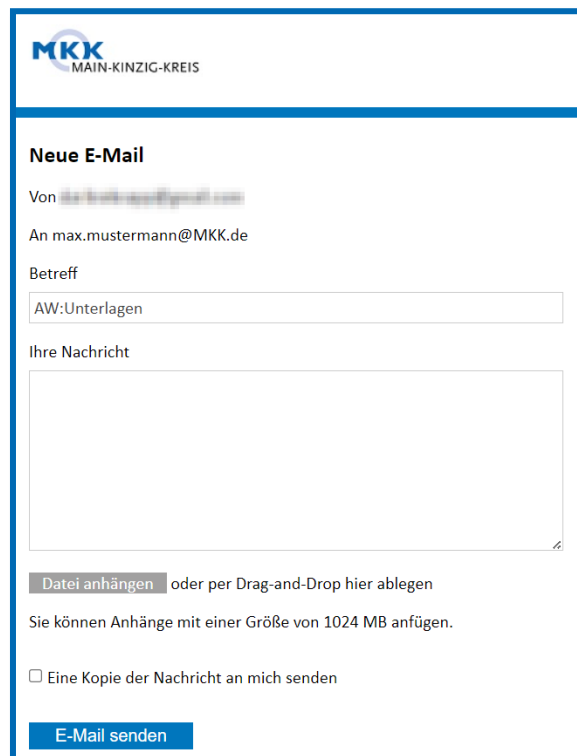 MKK
MAIN-KINZIG-KREIS
Neue E-Mail
Von
An max.mustermann@MKK.de
Betreff
AW:Unterlagen
Ihre Nachricht
Datei anhängen oder per Drag-and-Drop hier ablegen
Sie können Anhänge mit einer Größe von 1024 MB anfügen.
Eine Kopie der Nachricht an mich senden
E-Mail senden